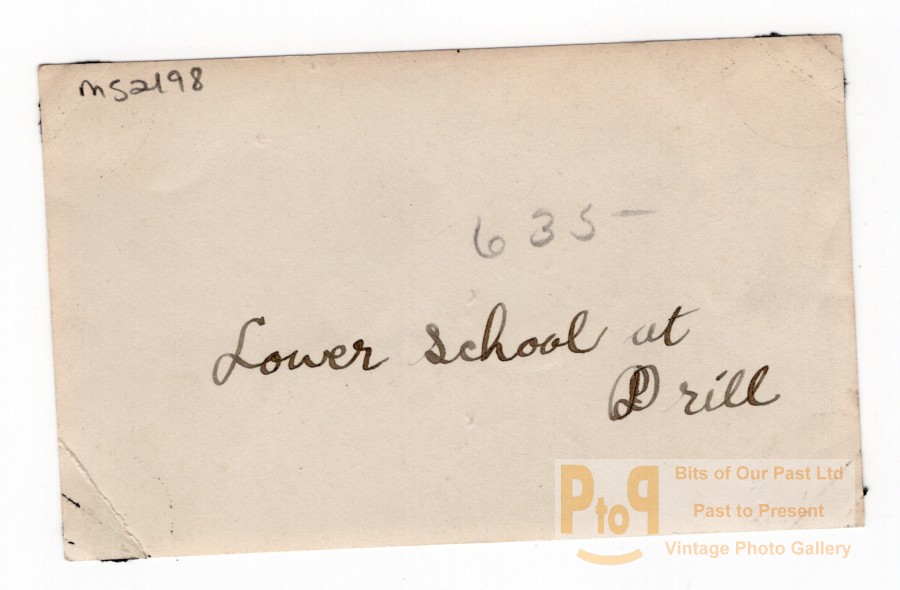 ms2198
635-
Lower School at
Drill
PtoP
Bits of Our Past Ltd
Past to Present
Vintage Photo Gallery